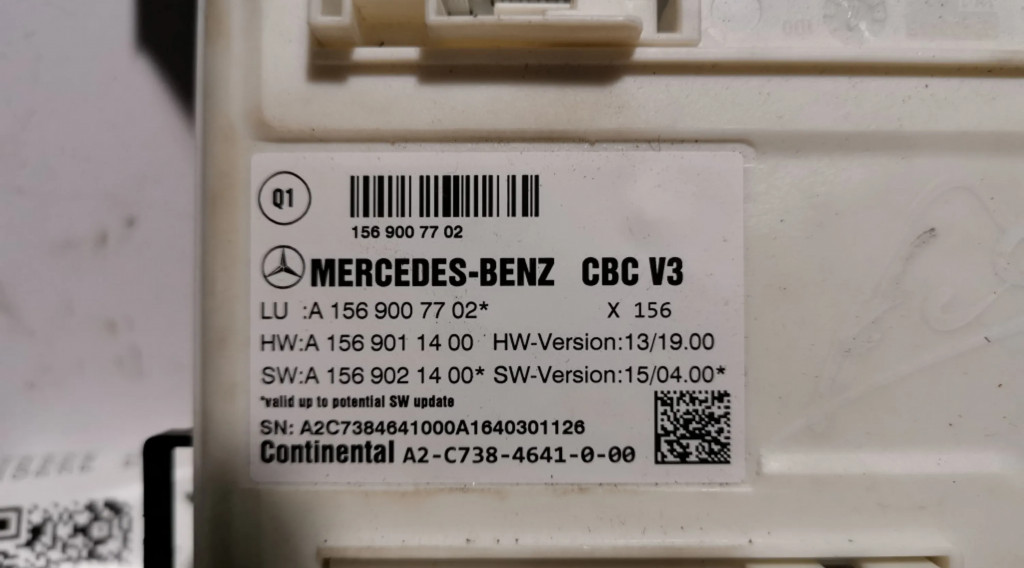 Q1
156 900 77 02
MERCEDES-BENZ CBC V3
LU :A 156 900 77 02* X 156
HW:A 156 901 14 00 HW-Version:13/19.00
SW:A 156 902 14 00* SW-Version:15/04.00*
*valid up to potential SW update
SN: A2C7384641000A1640301126
Continental A2-C738-4641-0-00